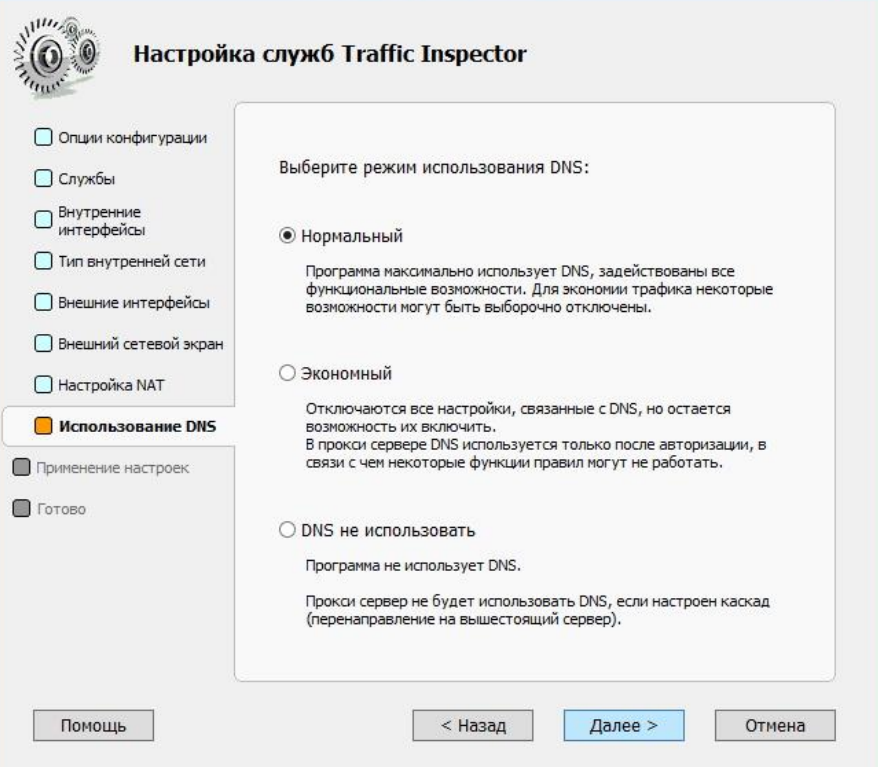 Настройка служб Traffic Inspector
Опции конфигурации
Службы
Внутренние
интерфейсы
Тип внутренней сети
Внешние интерфейсы
Внешний сетевой экран
Настройка NAT
Использование DNS
Применение настроек
Готово
Выберите режим использования DNS:
Нормальный
Программа максимально использует DNS, задействованы все
функциональные возможности. Для экономии трафика некоторые
возможности могут быть выборочно отключены.
Экономный
Отключаются все настройки, связанные с DNS, но остается
возможность их включить.
В прокси сервере DNS используется только после авторизации, в
связи с чем некоторые функции правил могут не работать.
DNS не использовать
Программа не использует DNS.
Прокси сервер не будет использовать DNS, если настроен каскад
(перенаправление на вышестоящий сервер).
Помощь
< Назад
Далее >
Отмена